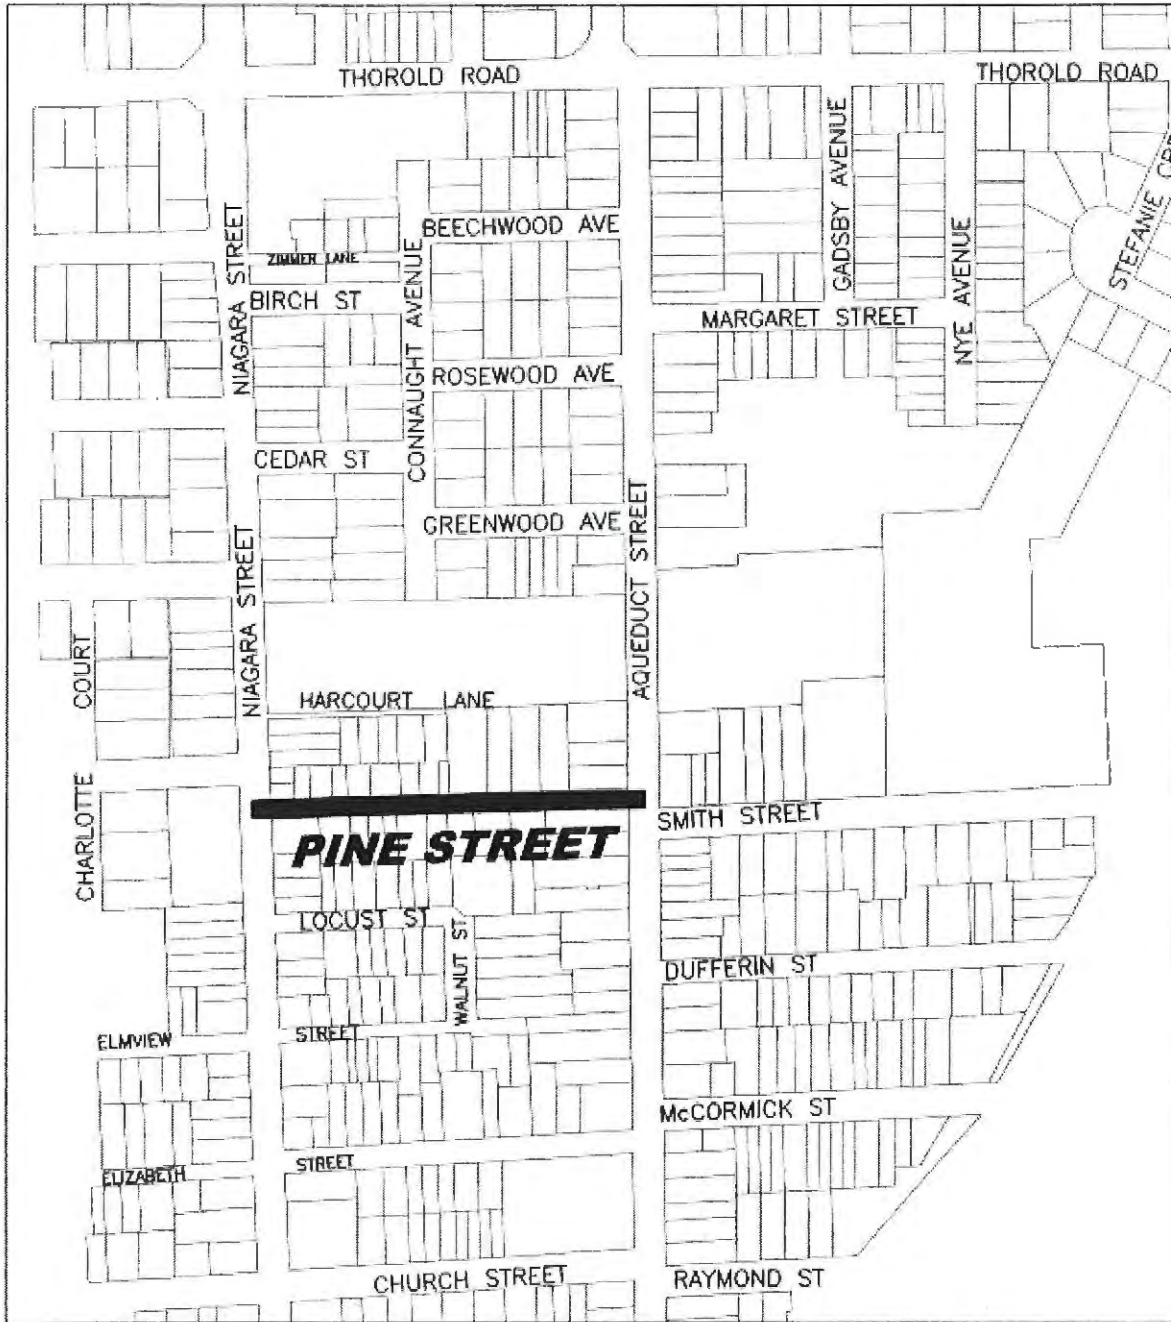 THOROLD ROAD
THOROLD ROAD
GADSBY AVENUE
STEFANIE
NIAGARA STREET
BEECHWOOD AVE
ZIMMER LANE
CONNAUGHT AVENUE
NYE AVENUE
BIRCH ST
MARGARET STREET
ROSEWOOD AVE
CEDAR ST
GREENWOOD AVE
AQUEDUCT STREET
NIAGARA STREET
COURT
HARCOURT LANE
CHARLOTTE
SMITH STREET
PINE STREET
LOCUST ST
WALNUT ST
DUFFERIN ST
ELMVIEW
STREET
McCORMICK ST
ELIZABETH
STREET
CHURCH STREET
RAYMOND ST